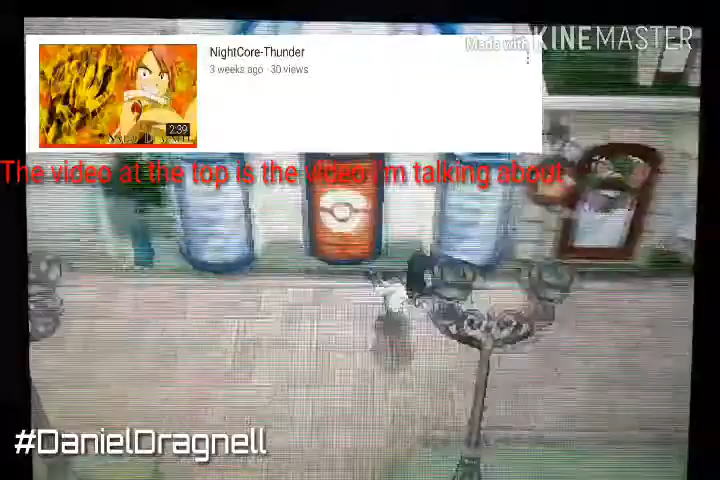 NightCore-Thunder
Made with KINEMASTER
3 weeks ago · 30 views
2:39
The video at the top is the video I'm talking about
#DanielDragnell